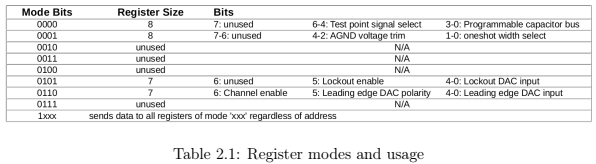 Mode Bits Register Size Bits
0000 8 7: unused 6-4: Test point signal select 3-0: Programmable capacitor bus
0001 8 7-6: unused 4-2: AGND voltage trim 1-0: oneshot width select
0010 unused N/A
0011 unused N/A
0100 unused N/A
0101 7 6: unused 5: Lockout enable 4-0: Lockout DAC input
0110 7 6: Channel enable 5: Leading edge DAC polarity 4-0: Leading edge DAC input
0111 unused N/A
1xxx sends data to all registers of mode 'xxx' regardless of address
Table 2.1: Register modes and usage